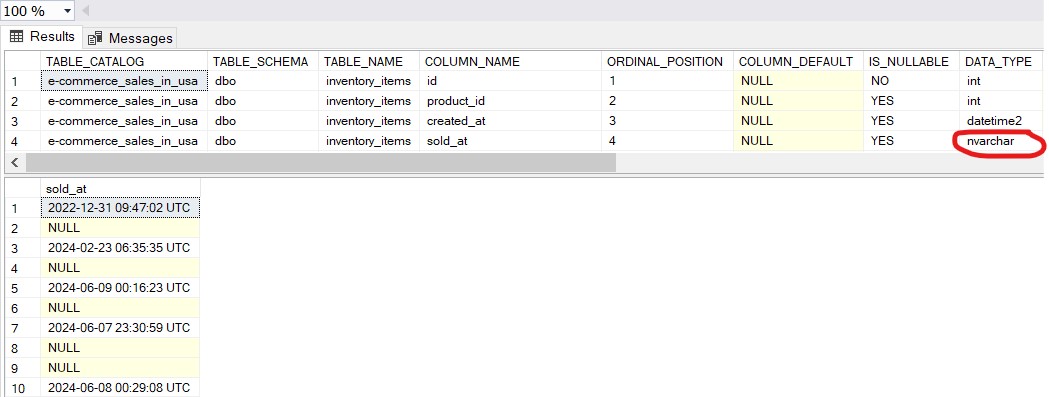 100 %
Results Messages
TABLE_CATALOG TABLE_SCHEMA TABLE_NAME COLUMN_NAME ORDINAL_POSITION COLUMN_DEFAULT IS_NULLABLE DATA_TYPE
1 e-commerce_sales_in_usa dbo inventory_items id 1 NULL NO int
2 e-commerce_sales_in_usa dbo inventory_items product_id 2 NULL YES int
3 e-commerce_sales_in_usa dbo inventory_items created_at 3 NULL YES datetime2
4 e-commerce_sales_in_usa dbo inventory_items sold_at 4 NULL YES nvarchar
sold_at
1 2022-12-31 09:47:02 UTC
2 NULL
3 2024-02-23 06:35:35 UTC
4 NULL
5 2024-06-09 00:16:23 UTC
6 NULL
7 2024-06-07 23:30:59 UTC
8 NULL
9 NULL
10 2024-06-08 00:29:08 UTC